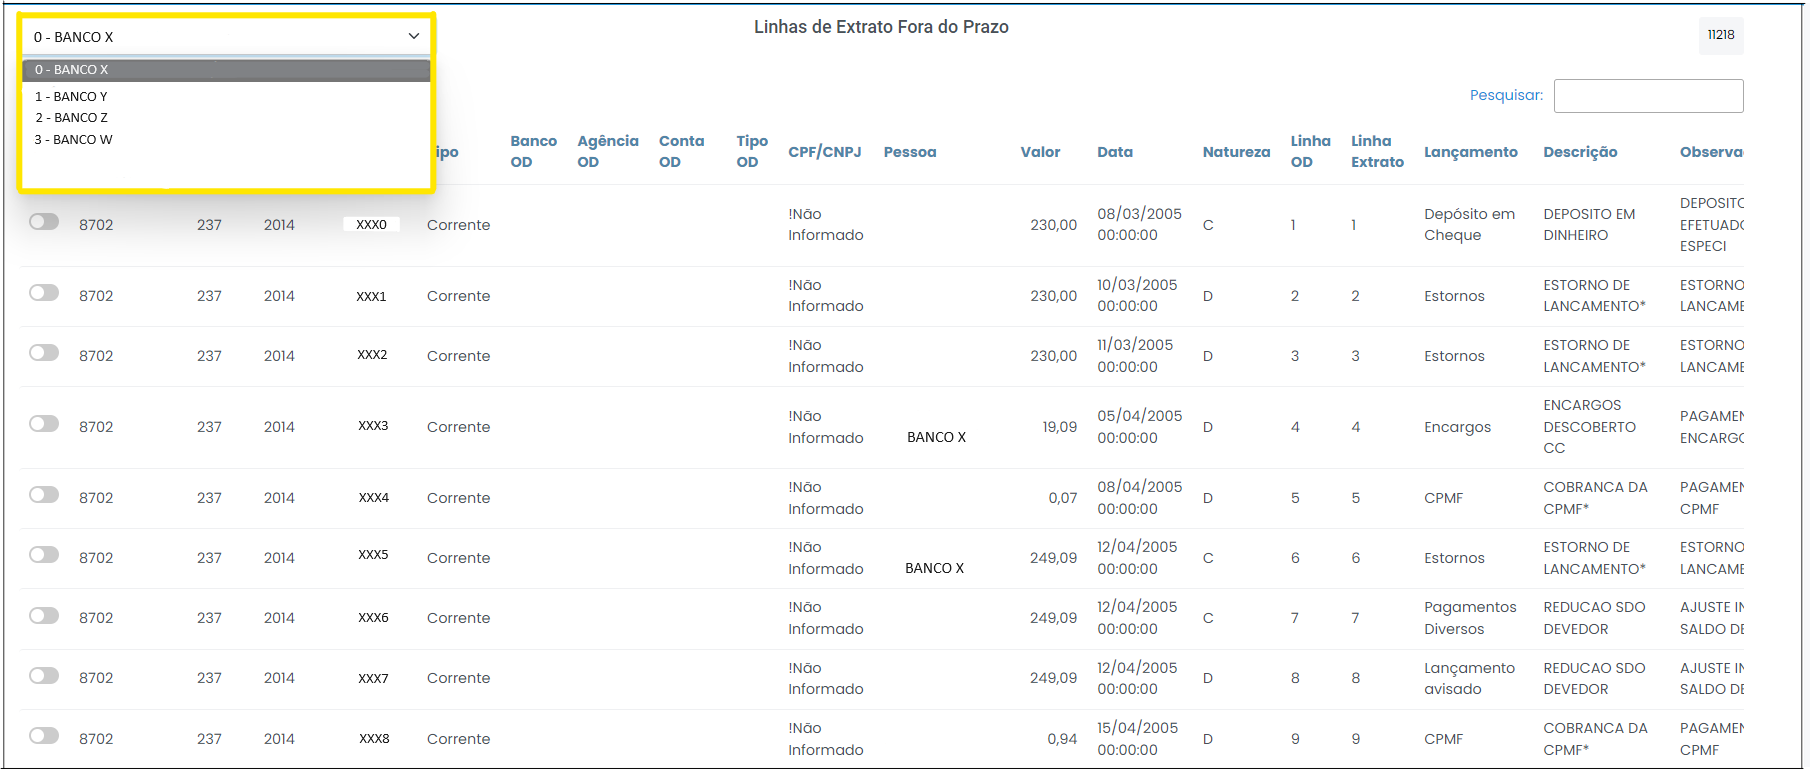 0 - BANCO X
Linhas de Extrato Fora do Prazo
11218
0 - BANCO X
1 - BANCO Y
2 - BANCO Z
3 - BANCO W
Pesquisar:
ipo Banco OD Agência OD Conta OD Tipo OD CPF/CNPJ Pessoa Valor Data Natureza Linha OD Linha Extrato Lançamento Descrição Observa
8702 237 2014 XXX0 Corrente !Não Informado 230,00 08/03/2005 00:00:00 C 1 1 Depósito em Cheque DEPOSITO EM DINHEIRO DEPOSITO EFETUADO ESPECI
8702 237 2014 XXX1 Corrente !Não Informado 230,00 10/03/2005 00:00:00 D 2 2 Estornos ESTORNO DE LANCAMENTO* ESTORNO LANCAME
8702 237 2014 XXX2 Corrente !Não Informado 230,00 11/03/2005 00:00:00 D 3 3 Estornos ESTORNO DE LANCAMENTO* ESTORNO LANCAME
8702 237 2014 XXX3 Corrente !Não Informado BANCO X 19,09 05/04/2005 00:00:00 D 4 4 Encargos ENCARGOS DESCOBERTO CC PAGAMEN ENCARGO
8702 237 2014 XXX4 Corrente !Não Informado 0,07 08/04/2005 00:00:00 D 5 5 CPMF COBRANCA DA CPMF* PAGAMEN CPMF
8702 237 2014 XXX5 Corrente !Não Informado BANCO X 249,09 12/04/2005 00:00:00 C 6 6 Estornos ESTORNO DE LANCAMENTO* ESTORNO LANCAME
8702 237 2014 XXX6 Corrente !Não Informado 249,09 12/04/2005 00:00:00 C 7 7 Pagamentos Diversos REDUCAO SDO DEVEDOR AJUSTE IN SALDO DE
8702 237 2014 XXX7 Corrente !Não Informado 249,09 12/04/2005 00:00:00 D 8 8 Lançamento avisado REDUCAO SDO DEVEDOR AJUSTE IN SALDO DE
8702 237 2014 XXX8 Corrente !Não Informado 0,94 15/04/2005 00:00:00 D 9 9 CPMF COBRANCA DA CPMF* PAGAMEN CPMF